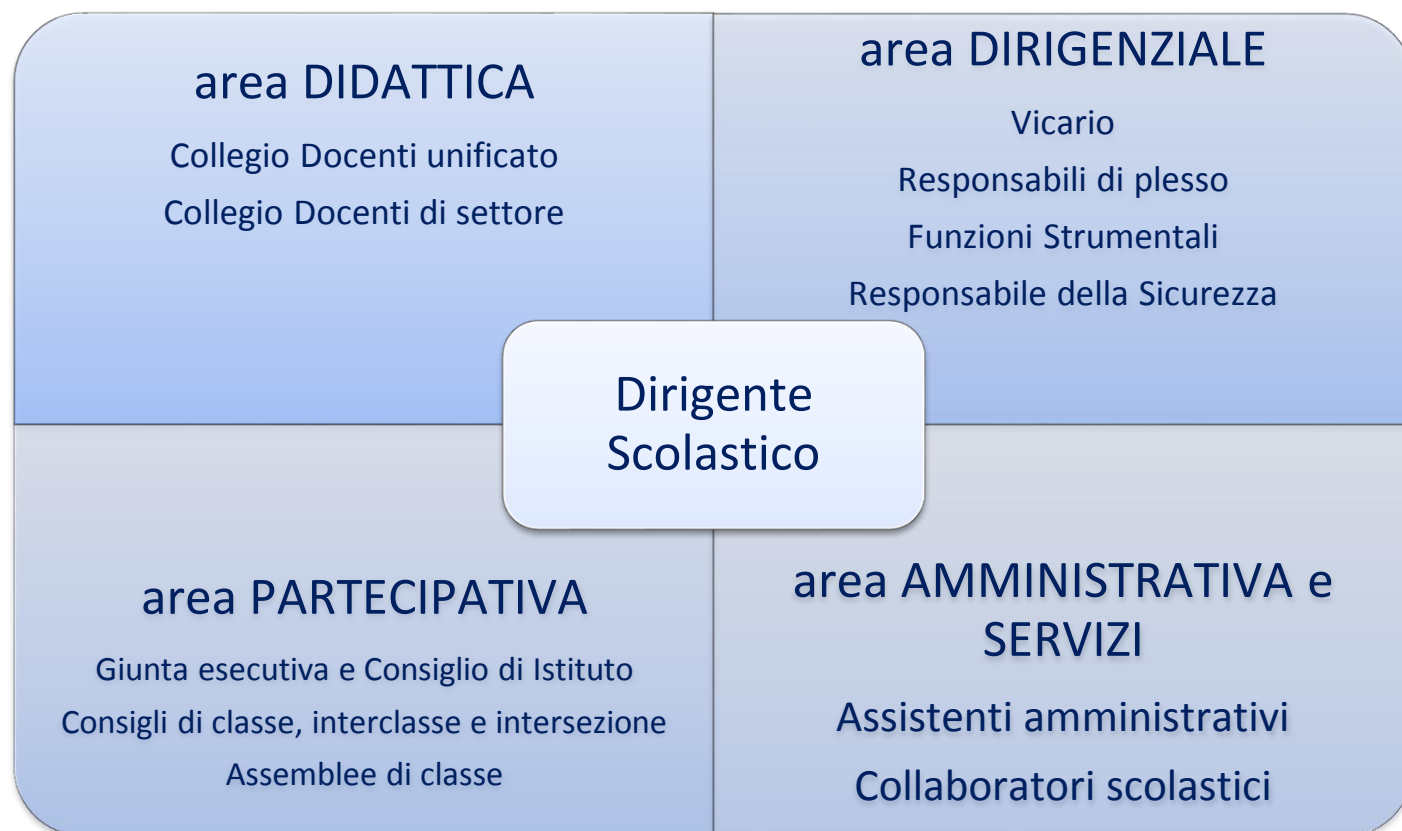 area DIDATTICA
Collegio Docenti unificato
Collegio Docenti di settore
area DIRIGENZIALE
Vicario
Responsabili di plesso
Funzioni Strumentali
Responsabile della Sicurezza
Dirigente
Scolastico
area PARTECIPATIVA
Giunta esecutiva e Consiglio di Istituto
Consigli di classe, interclasse e intersezione
Assemblee di classe
area AMMINISTRATIVA e
SERVIZI
Assistenti amministrativi
Collaboratori scolastici